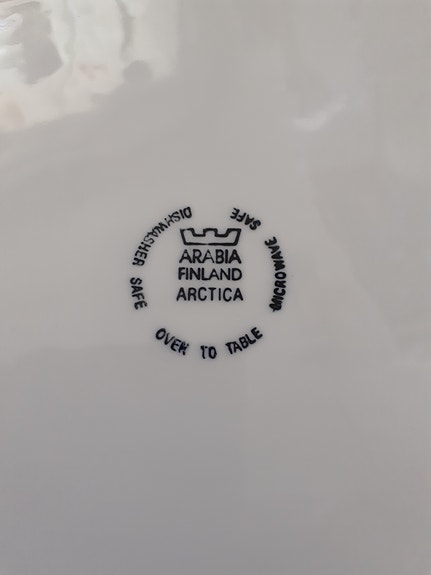 ARABIA
FINLAND
ARCTICA
DISHWASHER SAFE
OVEN TO TABLE
MICROWAVE SAFE